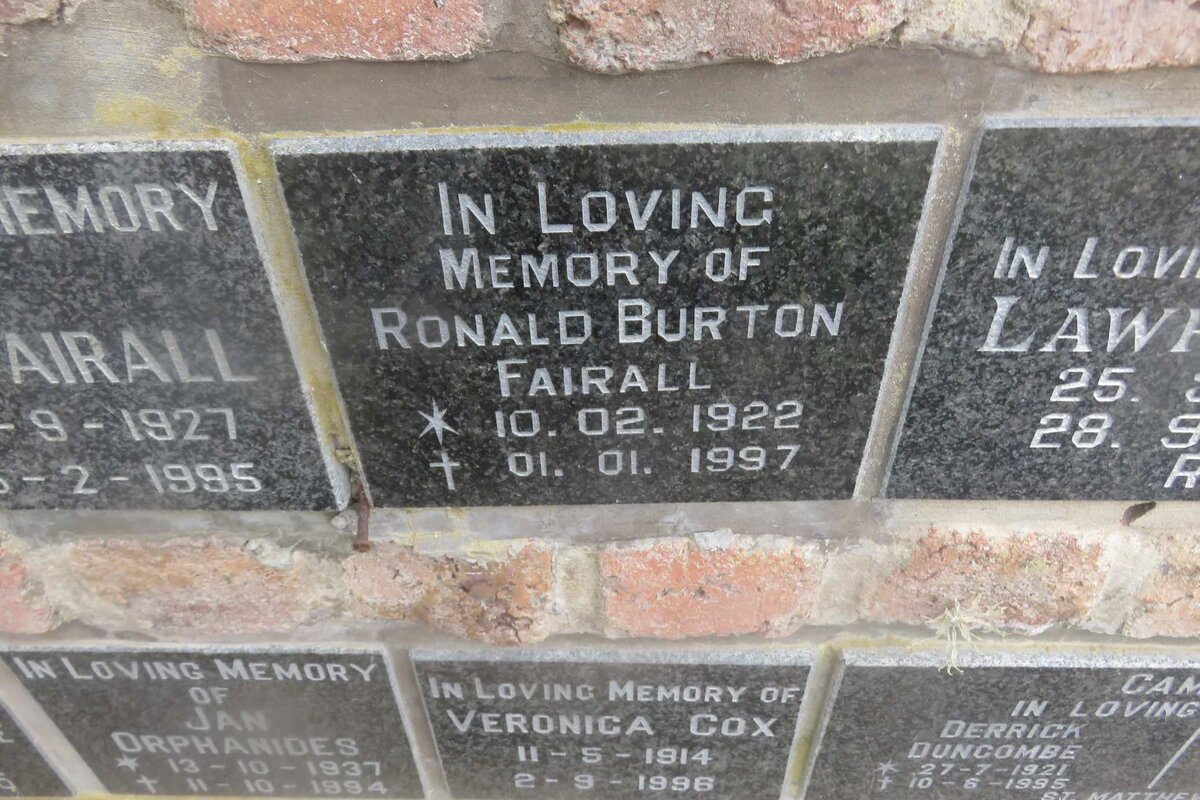 MEMORY
FAIRALL
- 9 - 1927
- 2 - 1995
IN LOVING
MEMORY OF
RONALD BURTON
FAIRALL
10. 02. 1922
✝ 01. 01. 1997
IN
25.
28.
IN LOVING MEMORY
OF
JAN
ORPHANIDES
* 13 - 10 - 1937
✝ 11 - 10 - 1994
IN LOVING MEMORY OF
VERONICA COX
11 - 5 - 1914
2 - 9 - 1996
IN LOVING
DERRICK
DUNCOMBE
* 27 - 7 - 1921
✝ 10 - 6 - 1995